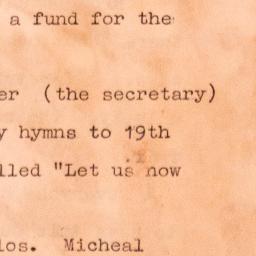 a fund for the
er (the secretary)
y hymns to 19th
lled "Let us now
los. Micheal